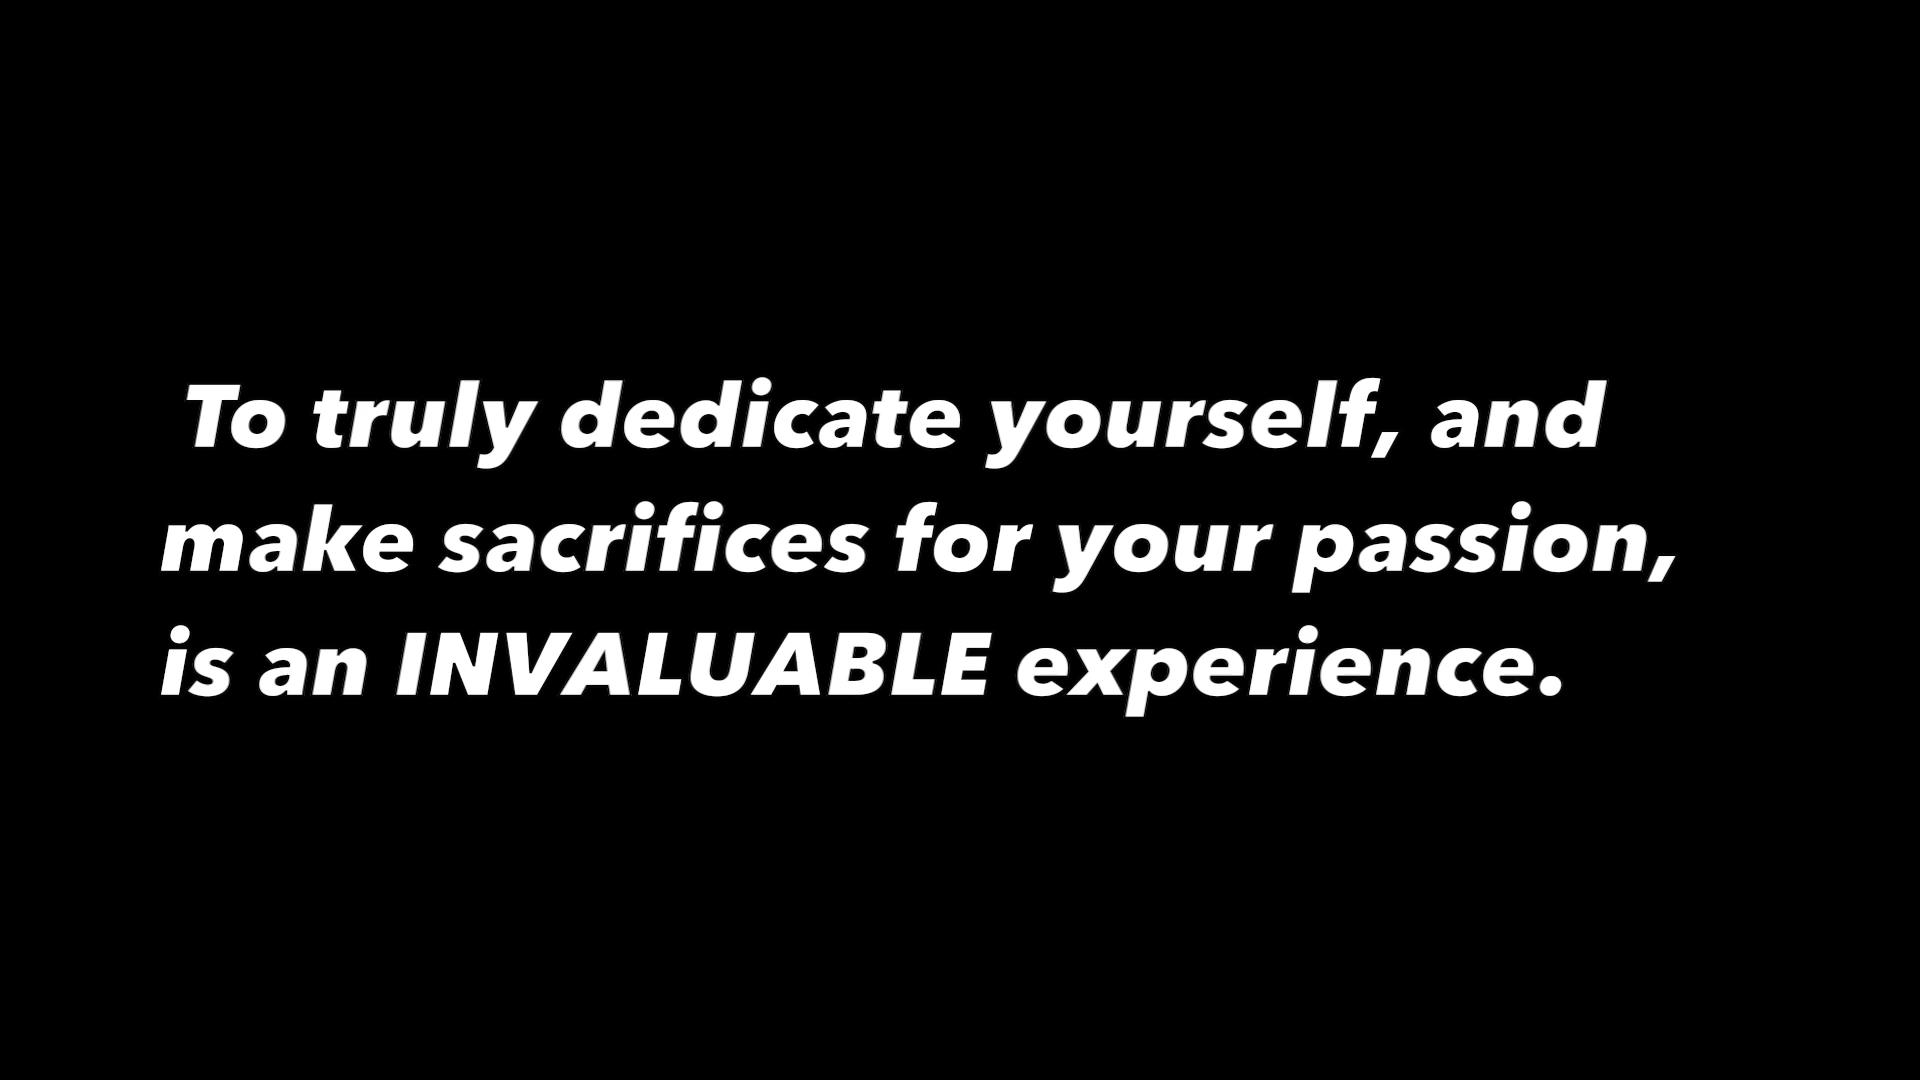 To truly dedicate yourself, and
make sacrifices for your passion,
is an INVALUABLE experience.